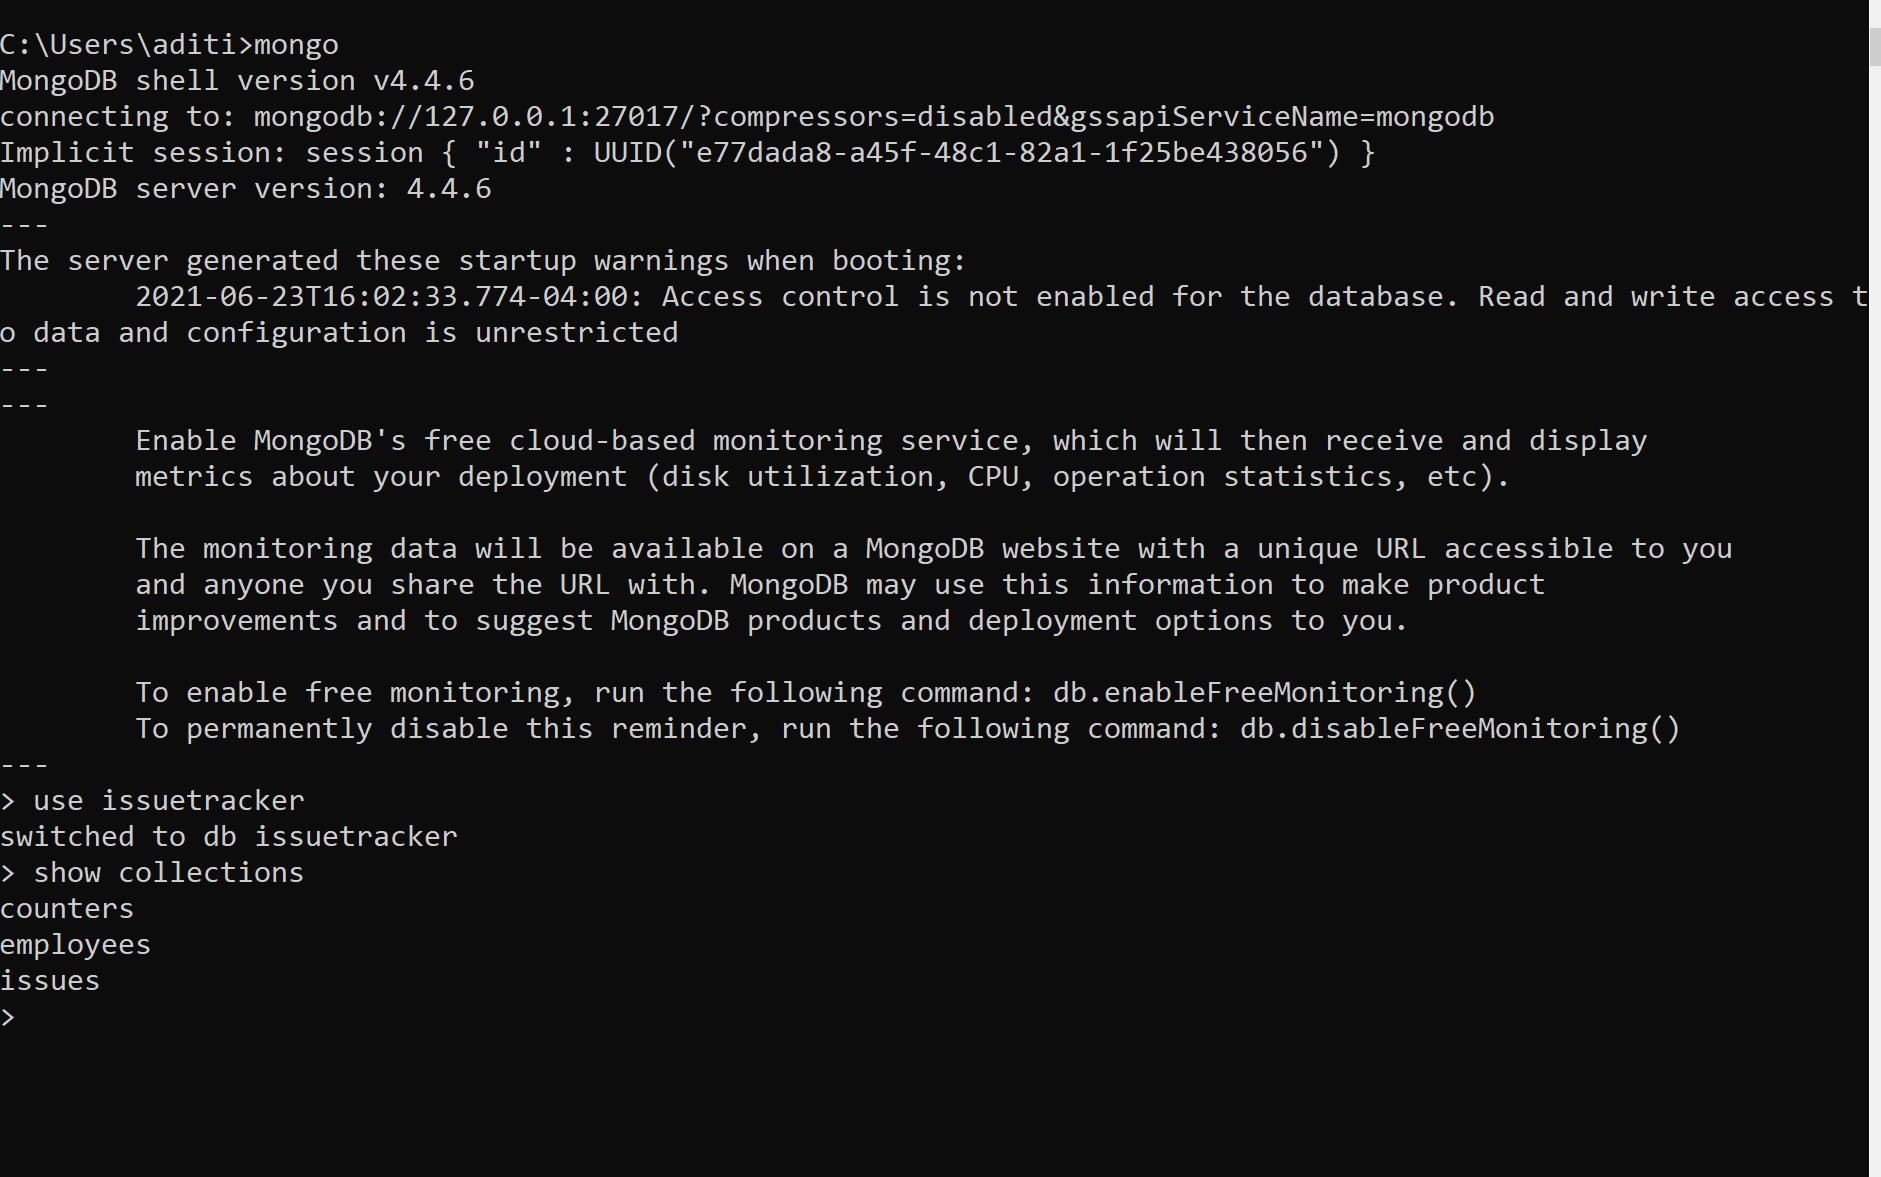 C:\Users\aditi>mongo
MongoDB shell version v4.4.6
connecting to: mongodb://127.0.0.1:27017/?compressors=disabled&gssapiServiceName=mongodb
Implicit session: session { "id" : UUID("e77dada8-a45f-48c1-82a1-1f25be438056") }
MongoDB server version: 4.4.6
---
The server generated these startup warnings when booting:
        2021-06-23T16:02:33.774-04:00: Access control is not enabled for the database. Read and write access t
o data and configuration is unrestricted
---
---
        Enable MongoDB's free cloud-based monitoring service, which will then receive and display
        metrics about your deployment (disk utilization, CPU, operation statistics, etc).

        The monitoring data will be available on a MongoDB website with a unique URL accessible to you
        and anyone you share the URL with. MongoDB may use this information to make product
        improvements and to suggest MongoDB products and deployment options to you.

        To enable free monitoring, run the following command: db.enableFreeMonitoring()
        To permanently disable this reminder, run the following command: db.disableFreeMonitoring()
---
> use issuetracker
switched to db issuetracker
> show collections
counters
employees
issues
>